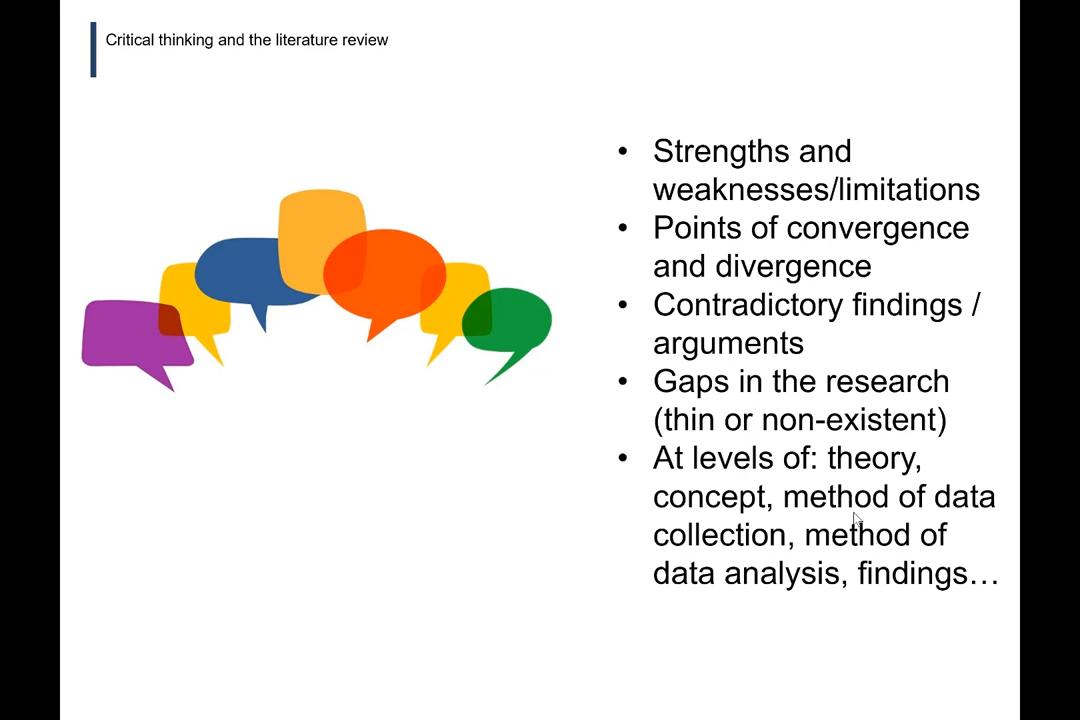 Critical thinking and the literature review
• Strengths and
weaknesses/limitations
• Points of convergence
and divergence
• Contradictory findings /
arguments
• Gaps in the research
(thin or non-existent)
• At levels of: theory,
concept, method of data
collection, method of
data analysis, findings…